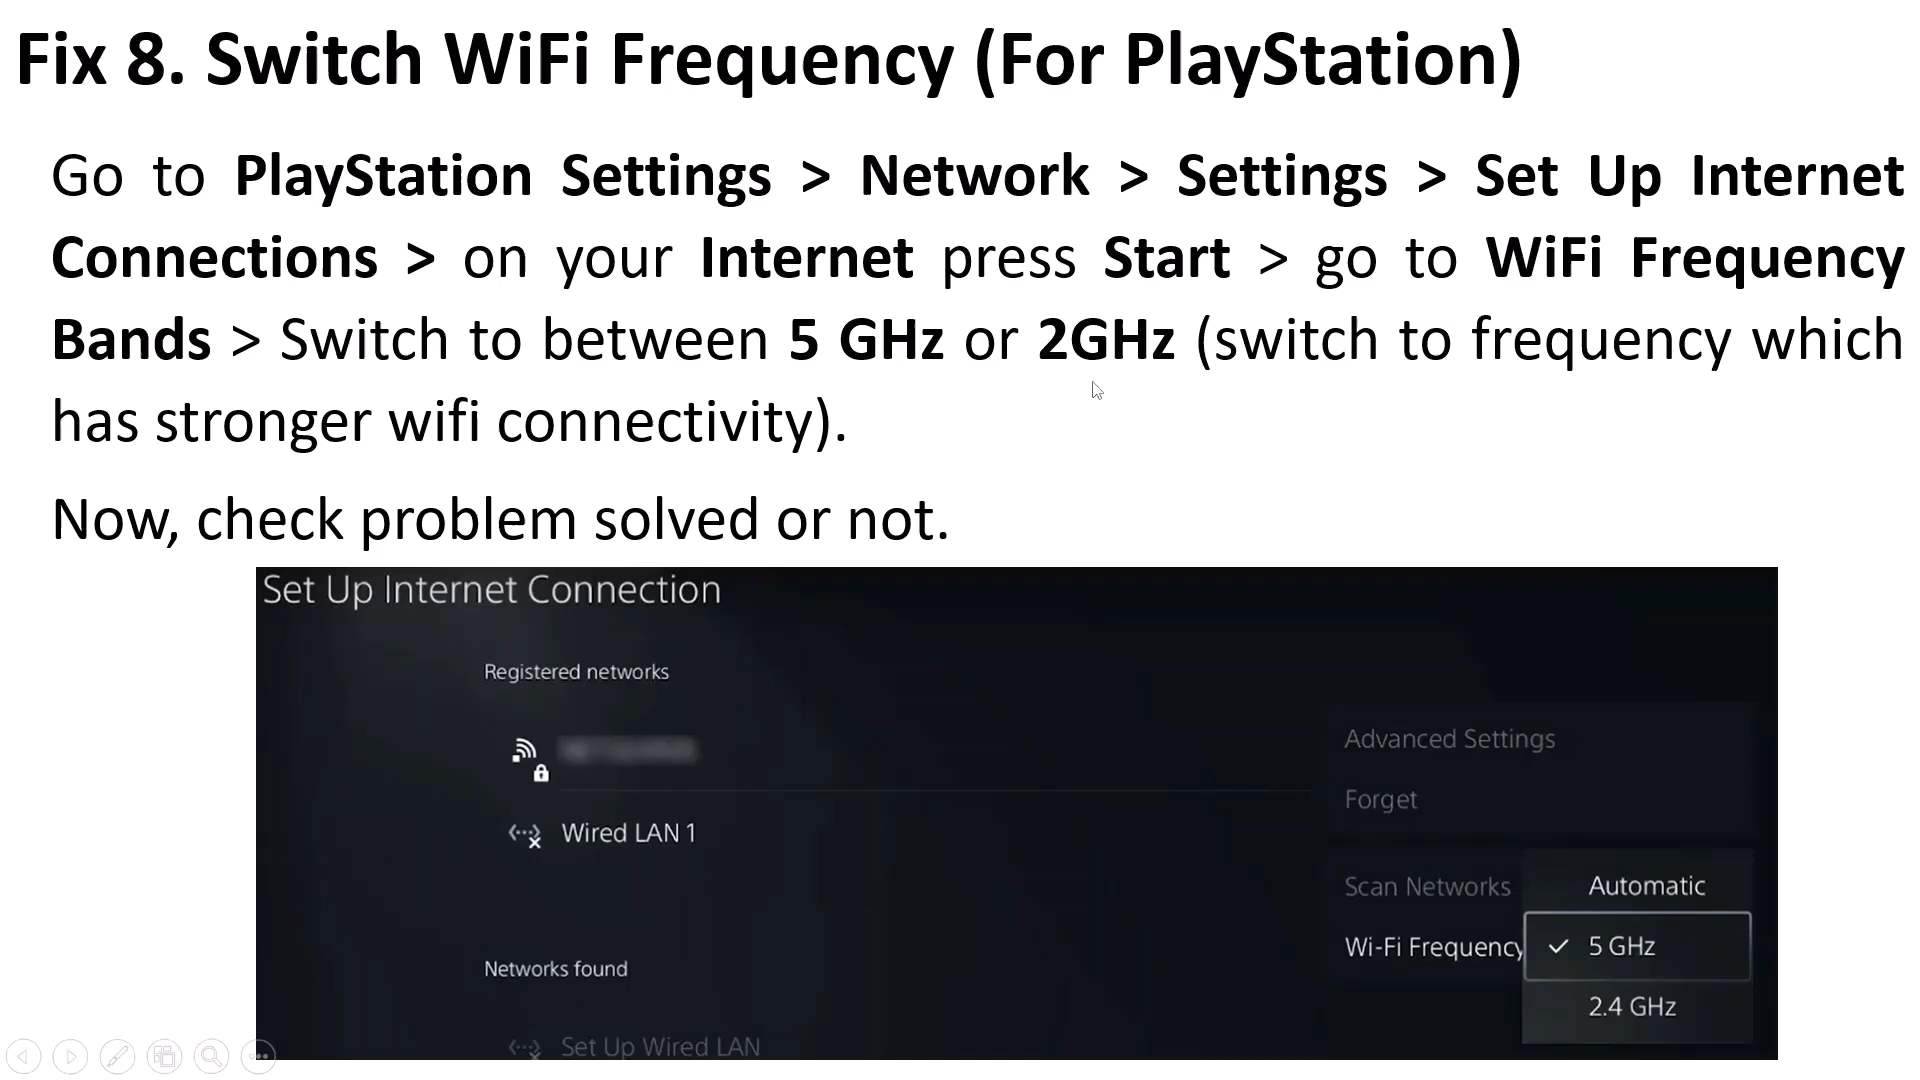 Fix 8. Switch WiFi Frequency (For PlayStation)
Go to PlayStation Settings > Network > Settings > Set Up Internet
Connections > on your Internet press Start > go to WiFi Frequency
Bands > Switch to between 5 GHz or 2GHz (switch to frequency which
has stronger wifi connectivity).
Now, check problem solved or not.
Set Up Internet Connection
Registered networks
Wired LAN 1
Networks found
Set Up Wired LAN
Advanced Settings
Forget
Scan Networks
Wi-Fi Frequency
Automatic
5 GHz
2.4 GHz